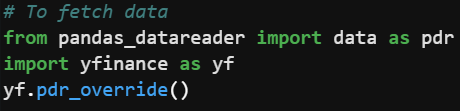 # To fetch data
from pandas_datareader import data as pdr
import yfinance as yf
yf.pdr_override()